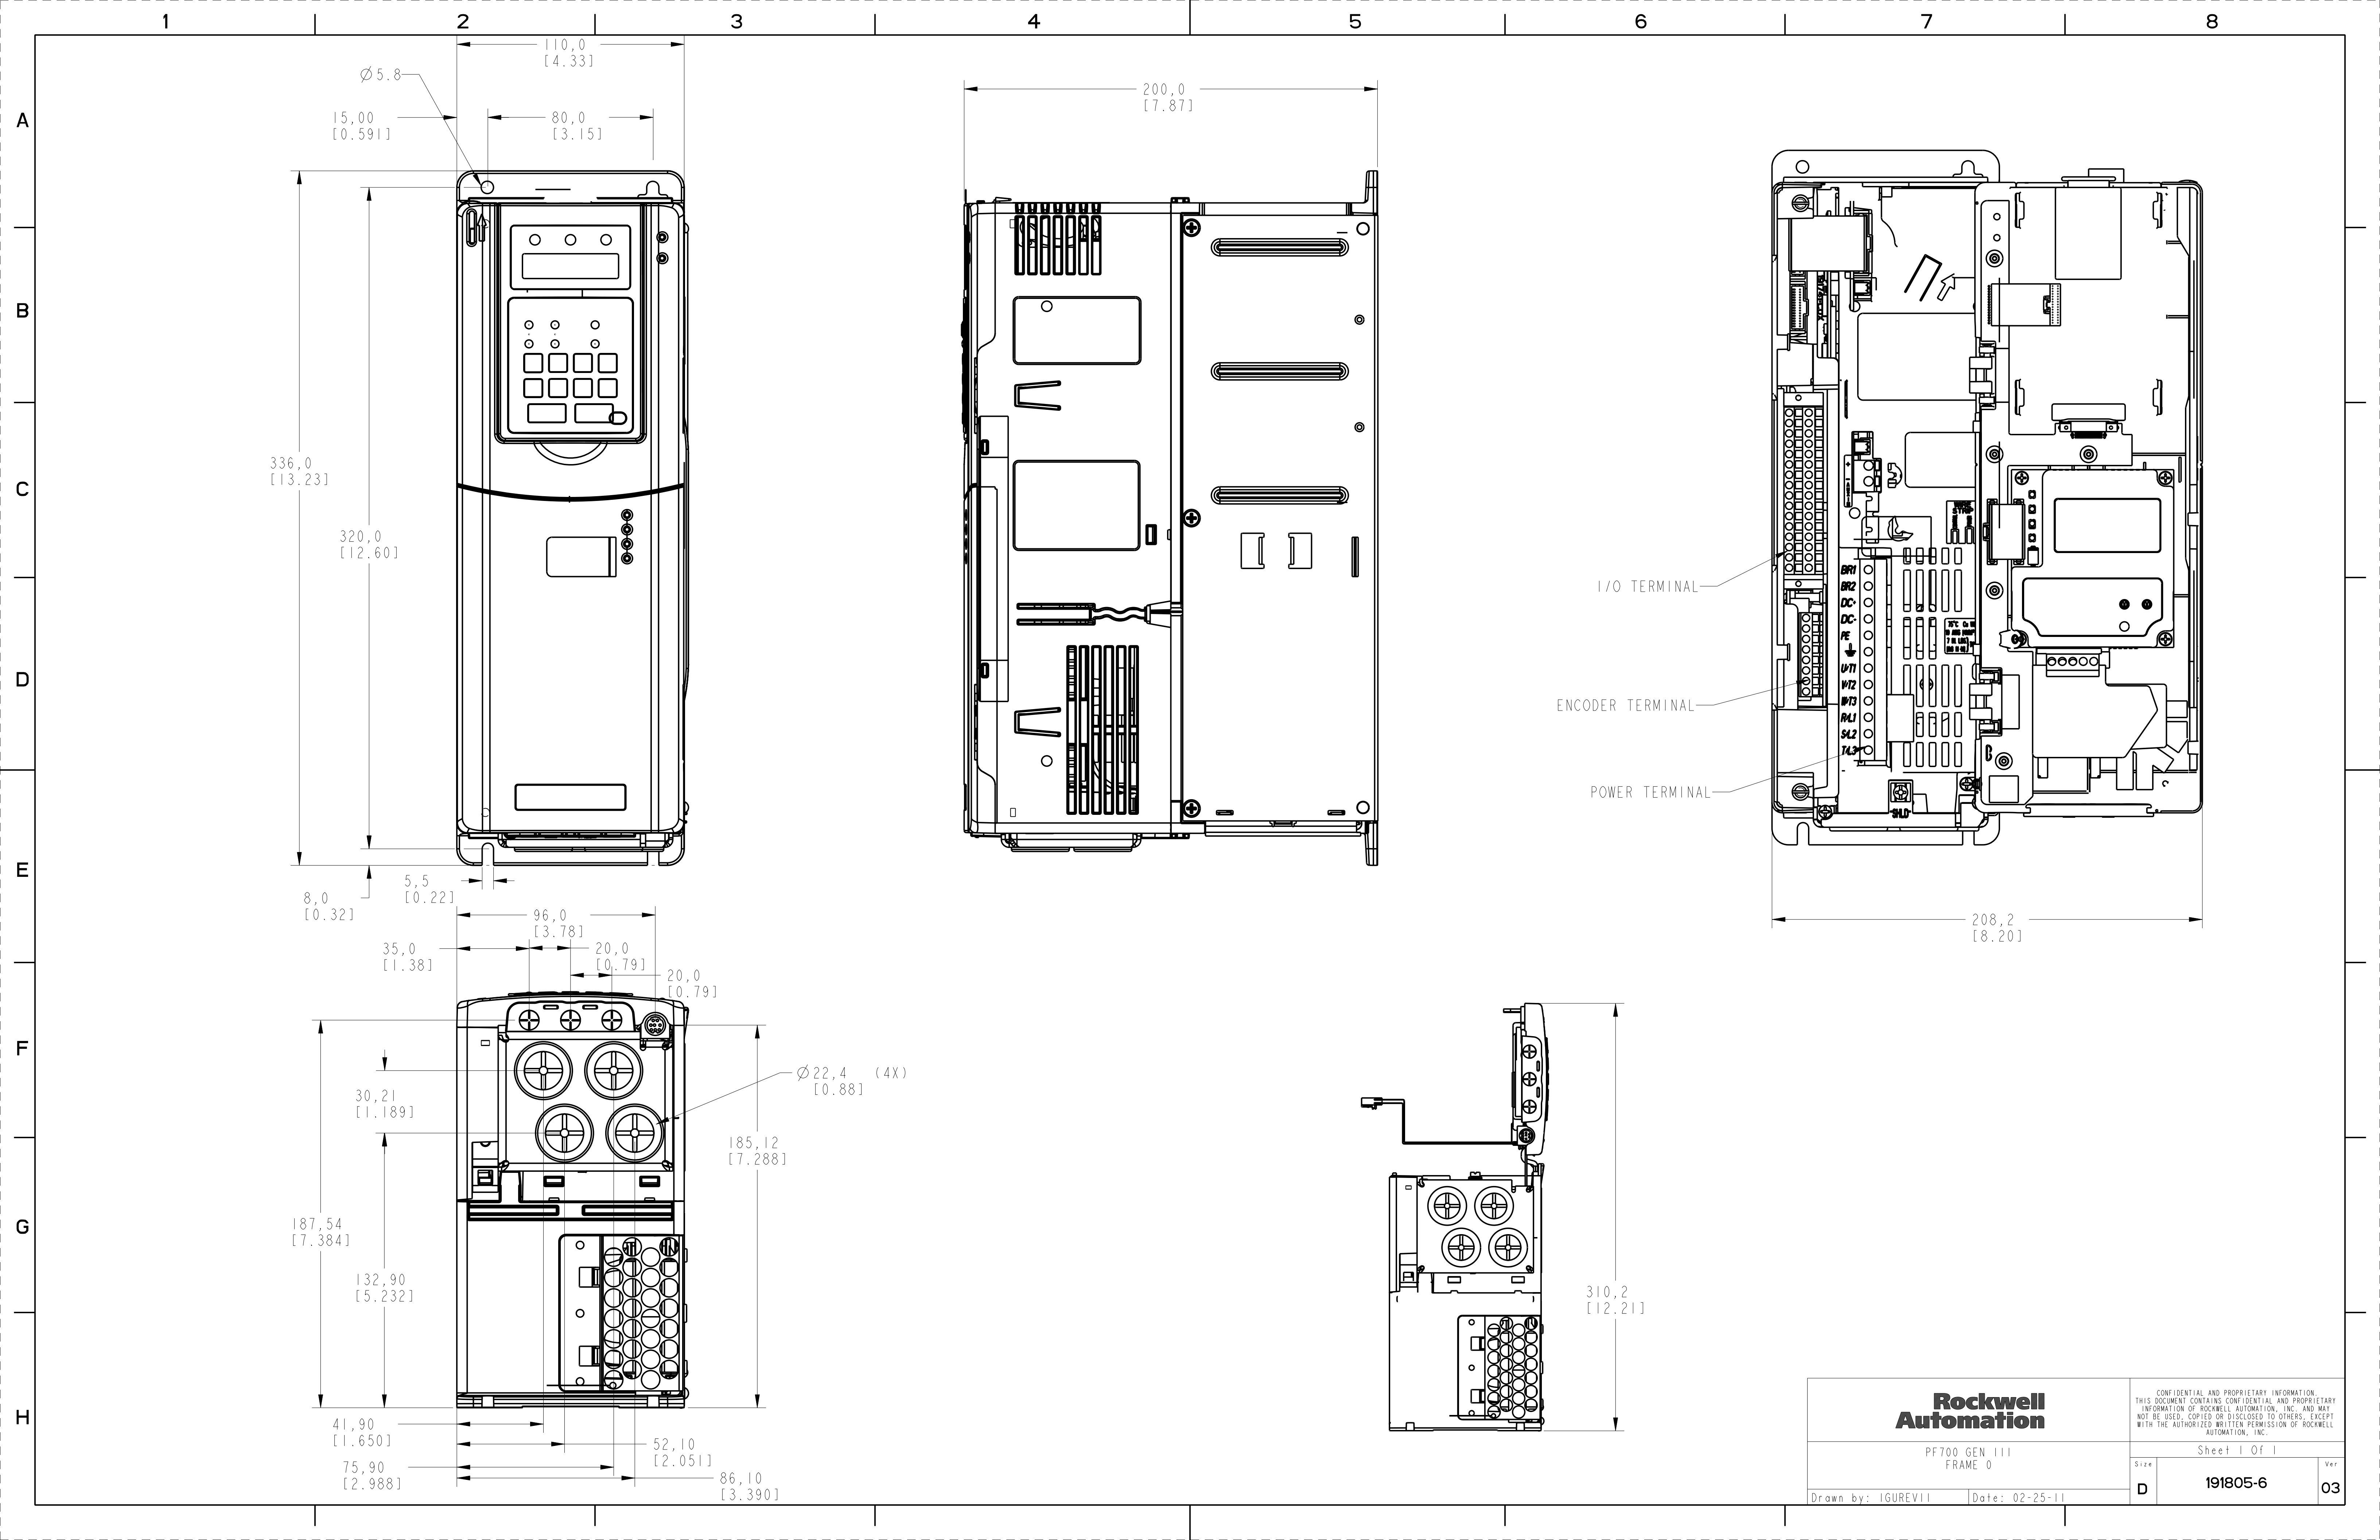 1 2 3 4 5 6 7 8
A
B
C
D
E
F
G
H
110,0
[4.33]
Ø5.8
15,00
[0.591]
80,0
[3.15]
336,0
[13.23]
320,0
[12.60]
8,0
[0.32]
5,5
[0.22]
200,0
[7.87]
I/O TERMINAL
ENCODER TERMINAL
POWER TERMINAL
WIRE
STRIP
BR1
BR2
DC+
DC-
PE
U/T1
V/T2
W/T3
R/L1
S/L2
T/L3
75°C Cu
SHLD
208,2
[8.20]
96,0
[3.78]
35,0
[1.38]
20,0
[0.79]
20,0
[0.79]
Ø22,4 (4X)
[0.88]
30,21
[1.189]
185,12
[7.288]
187,54
[7.384]
132,90
[5.232]
41,90
[1.650]
52,10
[2.051]
75,90
[2.988]
86,10
[3.390]
310,2
[12.21]
Rockwell
Automation
CONFIDENTIAL AND PROPRIETARY INFORMATION.
THIS DOCUMENT CONTAINS CONFIDENTIAL AND PROPRIETARY
INFORMATION OF ROCKWELL AUTOMATION, INC. AND MAY
NOT BE USED, COPIED OR DISCLOSED TO OTHERS, EXCEPT
WITH THE AUTHORIZED WRITTEN PERMISSION OF ROCKWELL
AUTOMATION, INC.
PF700 GEN III
FRAME 0
Sheet 1 Of 1
Size
D
191805-6
Ver
03
Drawn by: IGUREVII
Date: 02-25-11